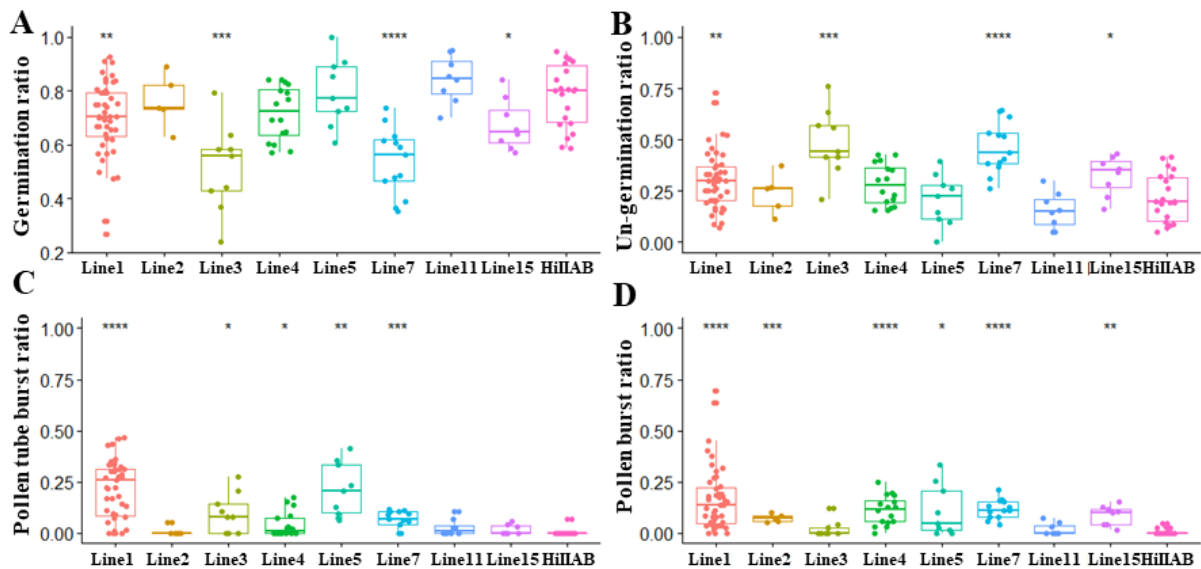 A
Germination ratio
1.0
0.8
0.6
0.4
0.2
** *** **** *
Line1 Line2 Line3 Line4 Line5 Line7 Line11 Line15 HiIIAB
B
Un-germination ratio
1.00
0.75
0.50
0.25
0.00
** *** **** *
Line1 Line2 Line3 Line4 Line5 Line7 Line11 Line15 HiIIAB
C
Pollen tube burst ratio
1.00
0.75
0.50
0.25
0.00
**** * * ** ***
Line1 Line2 Line3 Line4 Line5 Line7 Line11 Line15 HiIIAB
D
Pollen burst ratio
1.00
0.75
0.50
0.25
0.00
**** *** **** * **** **
Line1 Line2 Line3 Line4 Line5 Line7 Line11 Line15 HiIIAB